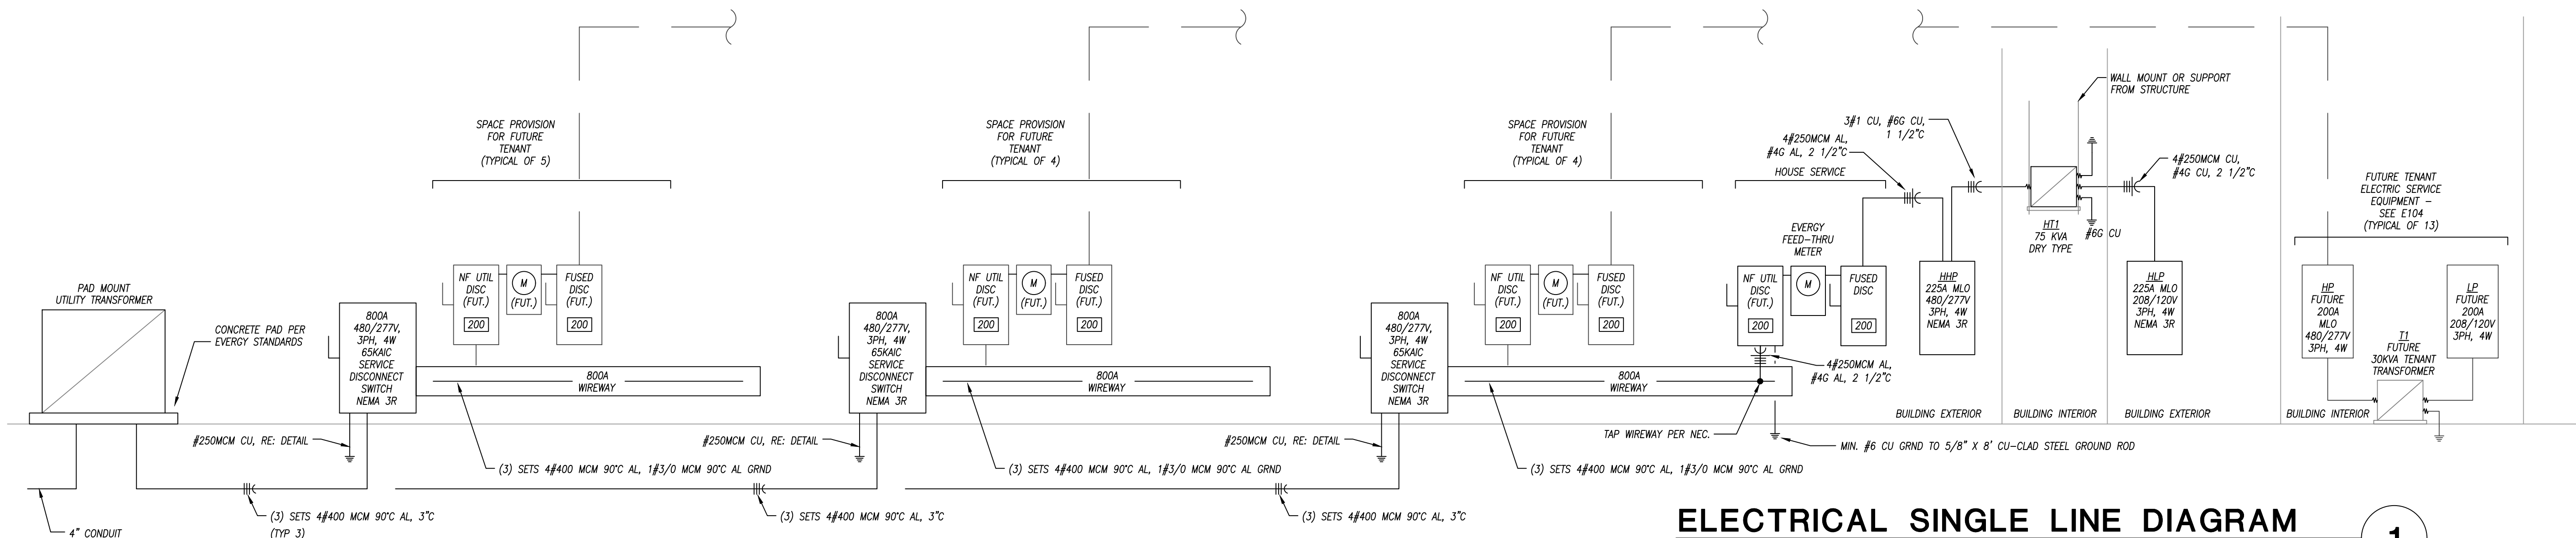 PAD MOUNT
UTILITY TRANSFORMER
CONCRETE PAD PER
EVERGY STANDARDS
4" CONDUIT
800A
480/277V,
3PH, 4W
65KAIC
SERVICE
DISCONNECT
SWITCH
NEMA 3R
#250MCM CU, RE: DETAIL
(3) SETS 4#400 MCM 90°C AL, 3"C
(TYP 3)
SPACE PROVISION
FOR FUTURE
TENANT
(TYPICAL OF 5)
NF UTIL
DISC
(FUT.)
200
M
(FUT.)
FUSED
DISC
(FUT.)
200
800A
WIREWAY
(3) SETS 4#400 MCM 90°C AL, 1#3/0 MCM 90°C AL GRND
800A
480/277V,
3PH, 4W
65KAIC
SERVICE
DISCONNECT
SWITCH
NEMA 3R
#250MCM CU, RE: DETAIL
(3) SETS 4#400 MCM 90°C AL, 3"C
SPACE PROVISION
FOR FUTURE
TENANT
(TYPICAL OF 4)
NF UTIL
DISC
(FUT.)
200
M
(FUT.)
FUSED
DISC
(FUT.)
200
800A
WIREWAY
(3) SETS 4#400 MCM 90°C AL, 1#3/0 MCM 90°C AL GRND
800A
480/277V,
3PH, 4W
65KAIC
SERVICE
DISCONNECT
SWITCH
NEMA 3R
#250MCM CU, RE: DETAIL
(3) SETS 4#400 MCM 90°C AL, 3"C
SPACE PROVISION
FOR FUTURE
TENANT
(TYPICAL OF 4)
NF UTIL
DISC
(FUT.)
200
M
(FUT.)
FUSED
DISC
(FUT.)
200
800A
WIREWAY
(3) SETS 4#400 MCM 90°C AL, 1#3/0 MCM 90°C AL GRND
HOUSE SERVICE
EVERGY
FEED-THRU
METER
NF UTIL
DISC
(FUT.)
200
M
FUSED
DISC
200
4#250MCM AL,
#4G AL, 2 1/2"C
TAP WIREWAY PER NEC.
MIN. #6 CU GRND TO 5/8" X 8' CU-CLAD STEEL GROUND ROD
4#250MCM AL,
#4G AL, 2 1/2"C
3#1 CU, #6G CU,
1 1/2"C
HHP
225A MLO
480/277V
3PH, 4W
NEMA 3R
BUILDING EXTERIOR
WALL MOUNT OR SUPPORT
FROM STRUCTURE
HT1
75 KVA
DRY TYPE
#6G CU
BUILDING INTERIOR
4#250MCM CU,
#4G CU, 2 1/2"C
HLP
225A MLO
208/120V
3PH, 4W
NEMA 3R
BUILDING EXTERIOR
FUTURE TENANT
ELECTRIC SERVICE
EQUIPMENT -
SEE E104
(TYPICAL OF 13)
HP
FUTURE
200A
MLO
480/277V
3PH, 4W
LP
FUTURE
200A
208/120V
3PH, 4W
T1
FUTURE
30KVA TENANT
TRANSFORMER
BUILDING INTERIOR
ELECTRICAL SINGLE LINE DIAGRAM
1